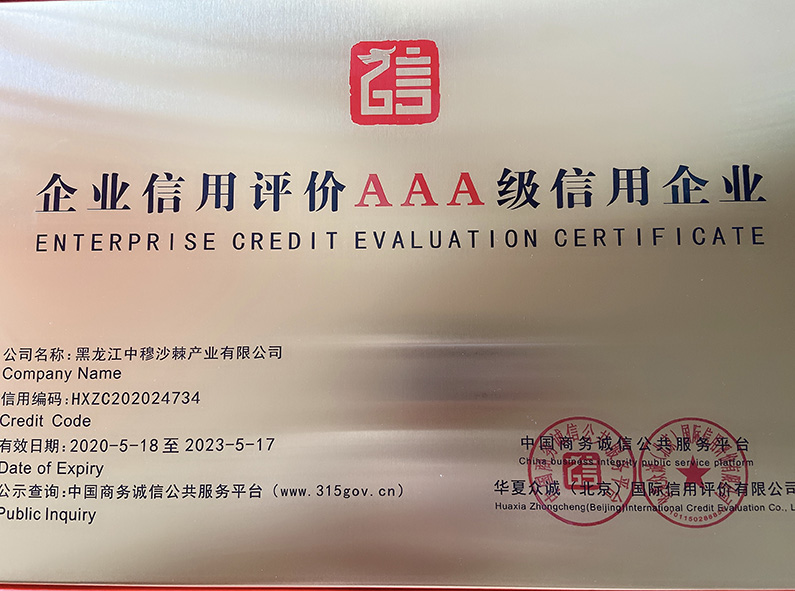 信
企业信用评价AAA级信用企业
ENTERPRISE CREDIT EVALUATION CERTIFICATE
公司名称:黑龙江中穆沙棘产业有限公司
Company Name
信用编码:HXZC202024734
Credit Code
有效日期:2020-5-18 至 2023-5-17
Date of Expiry
公示查询:中国商务诚信公共服务平台(www.315gov.cn)
Public Inquiry
中国商务诚信公共服务平台
China business integrity public service platform
华夏众诚(北京)国际信用评价有限公司
Huaxia Zhongcheng(Beijing)International Credit Evaluation Co., L